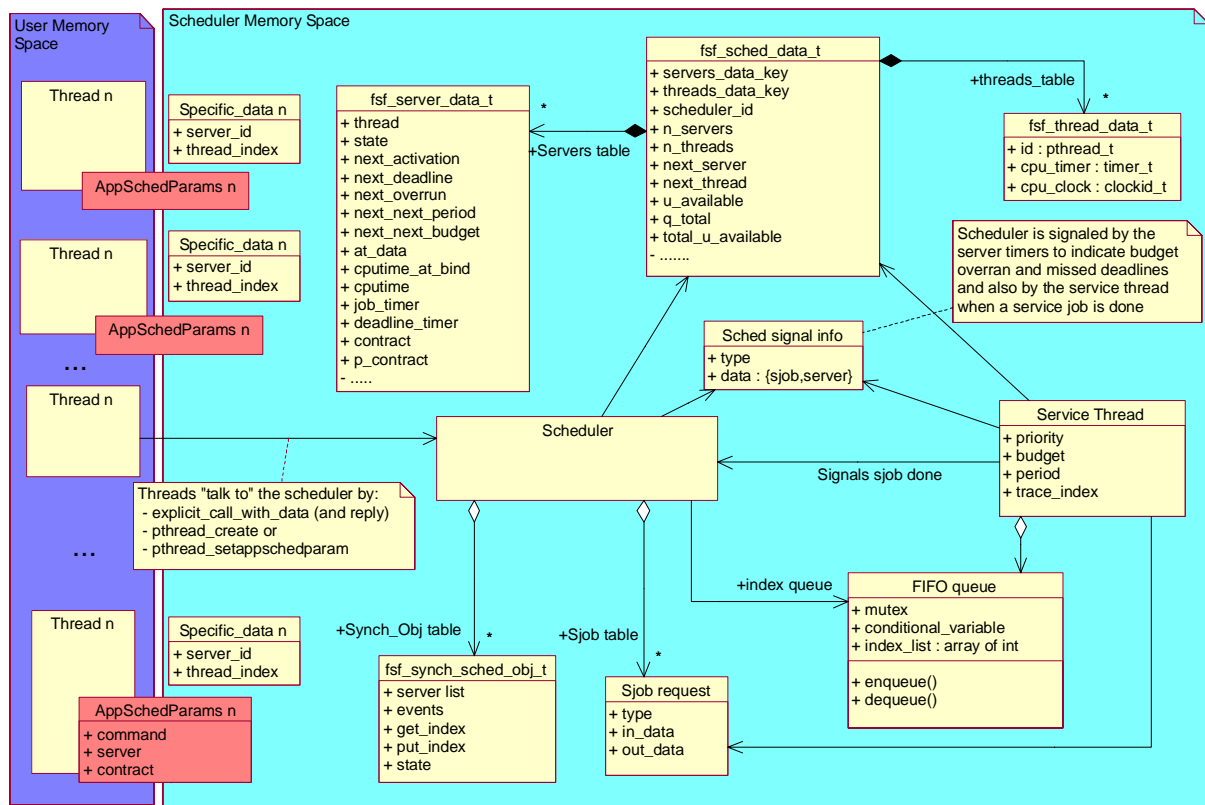 User Memory
Space
Scheduler Memory Space
Thread n
Specific_data n
+ server_id
+ thread_index
AppSchedParams n
Thread n
Specific_data n
+ server_id
+ thread_index
AppSchedParams n
...
Thread n
...
Thread n
Specific_data n
+ server_id
+ thread_index
AppSchedParams n
+ command
+ server
+ contract
fsf_server_data_t
+ thread
+ state
+ next_activation
+ next_deadline
+ next_overrun
+ next_next_period
+ next_next_budget
+ at_data
+ cputime_at_bind
+ cputime
+ job_timer
+ deadline_timer
+ contract
+ p_contract
- .....
*
+Servers table
fsf_sched_data_t
+ servers_data_key
+ threads_data_key
+ scheduler_id
+ n_servers
+ n_threads
+ next_server
+ next_thread
+ u_available
+ q_total
+ total_u_available
- .......
+threads_table
*
fsf_thread_data_t
+ id : pthread_t
+ cpu_timer : timer_t
+ cpu_clock : clockid_t
Scheduler is signaled by the
server timers to indicate budget
overran and missed deadlines
and also by the service thread
when a service job is done
Sched signal info
+ type
+ data : {sjob,server}
Scheduler
Service Thread
+ priority
+ budget
+ period
+ trace_index
Signals sjob done
Threads "talk to" the scheduler by:
- explicit_call_with_data (and reply)
- pthread_create or
- pthread_setappschedparam
+index queue
FIFO queue
+ mutex
+ conditional_variable
+ index_list : array of int
+ enqueue()
+ dequeue()
+Synch_Obj table
*
fsf_synch_sched_obj_t
+ server list
+ events
+ get_index
+ put_index
+ state
+Sjob table
*
Sjob request
+ type
+ in_data
+ out_data